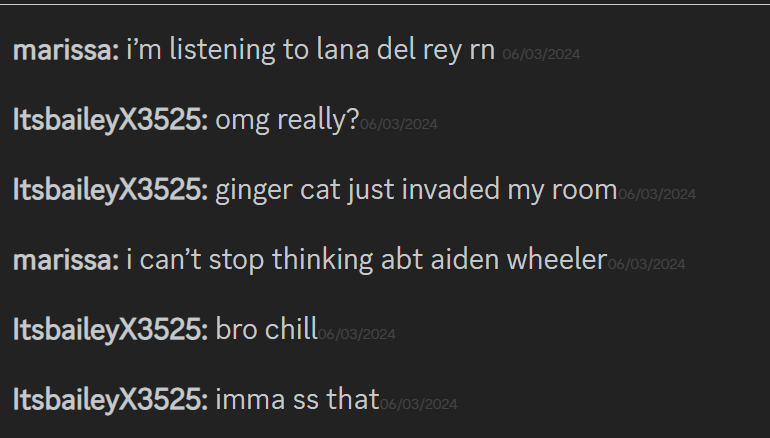 marissa: i’m listening to lana del rey rn 06/03/2024
ItsbaileyX3525: omg really?06/03/2024
ItsbaileyX3525: ginger cat just invaded my room06/03/2024
marissa: i can’t stop thinking abt aiden wheeler06/03/2024
ItsbaileyX3525: bro chill06/03/2024
ItsbaileyX3525: imma ss that06/03/2024